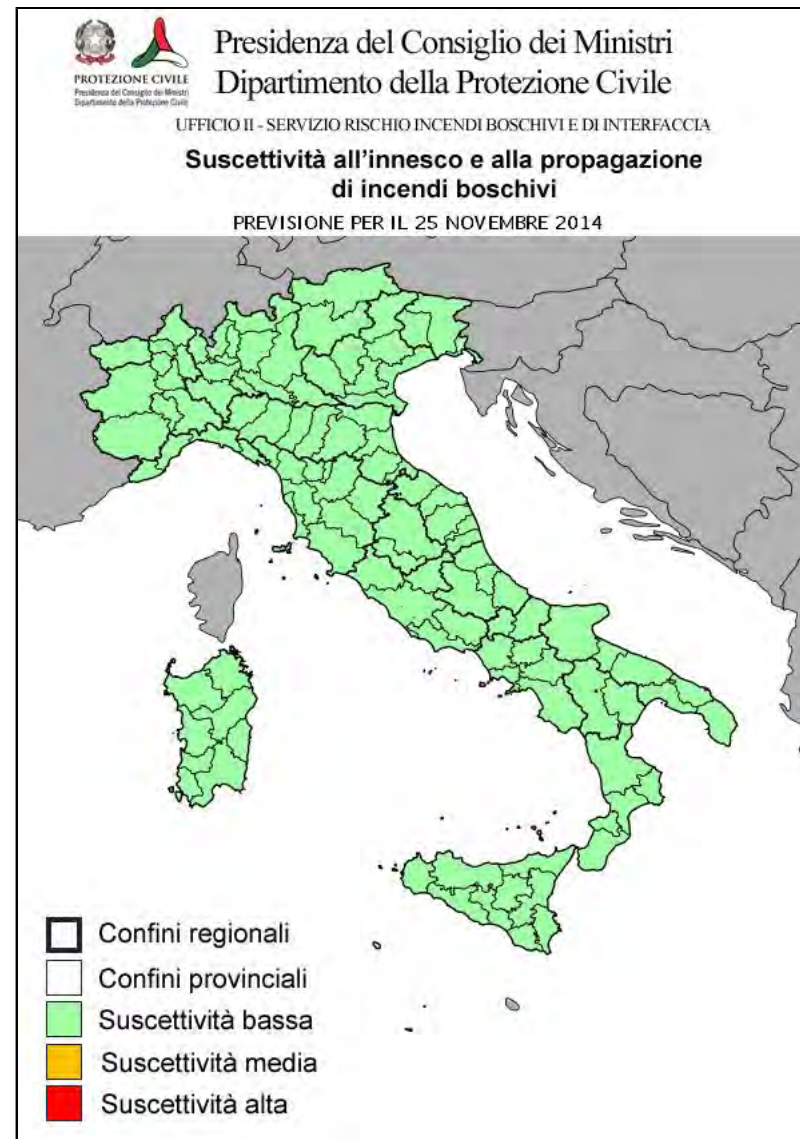 Presidenza del Consiglio dei Ministri
Dipartimento della Protezione Civile
PROTEZIONE CIVILE
Presidenza del Consiglio dei Ministri
Dipartimento della Protezione Civile
UFFICIO II - SERVIZIO RISCHIO INCENDI BOSCHIVI E DI INTERFACCIA
Suscettività all'innesco e alla propagazione
di incendi boschivi
PREVISIONE PER IL 25 NOVEMBRE 2014
Confini regionali
Confini provinciali
Suscettività bassa
Suscettività media
Suscettività alta